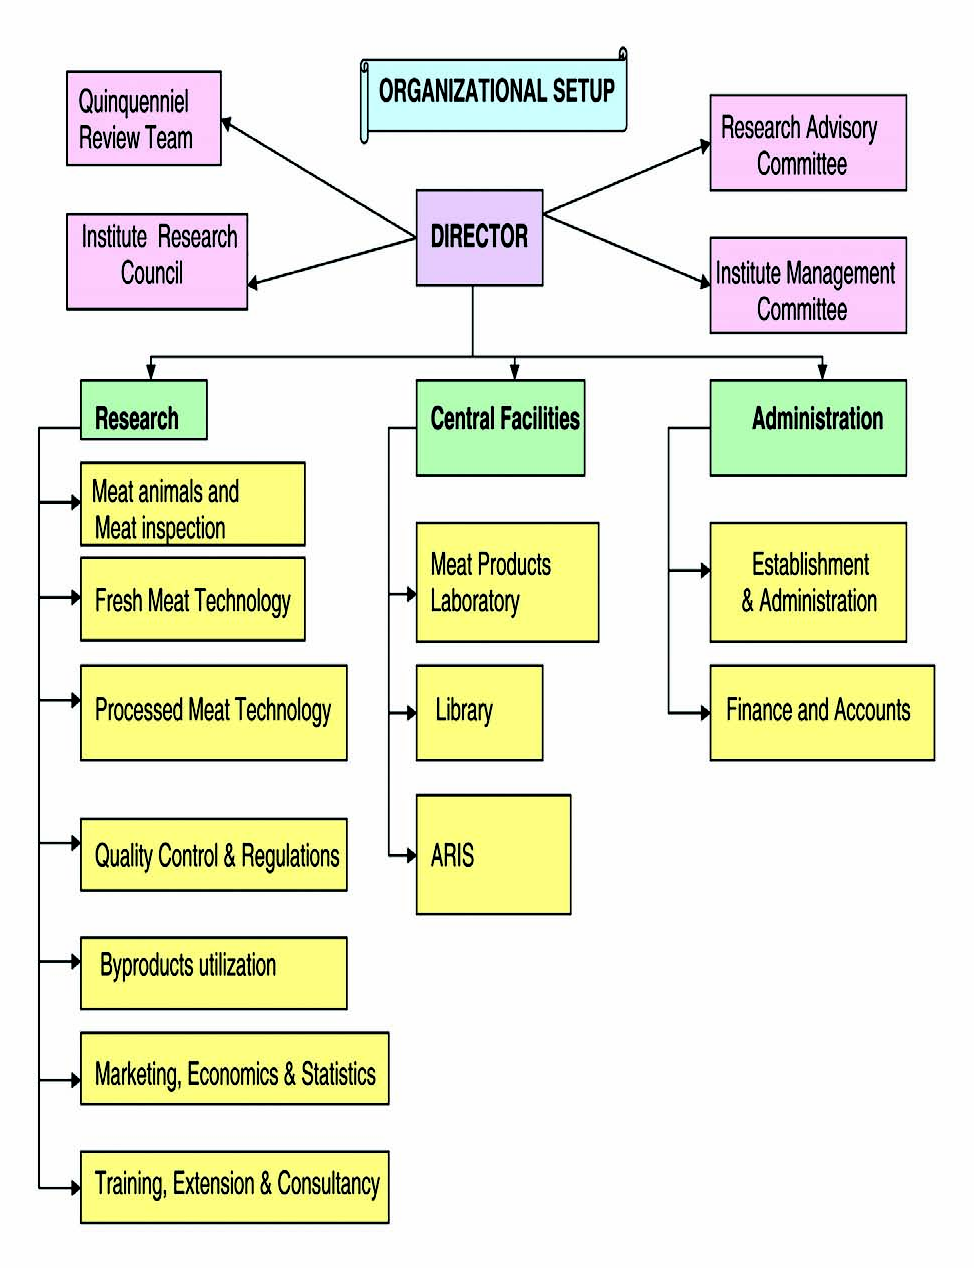 ORGANIZATIONAL SETUP
Quinquenniel
Review Team
Research Advisory
Committee
Institute Research
Council
DIRECTOR
Institute Management
Committee
Research
Meat animals and
Meat inspection
Fresh Meat Technology
Processed Meat Technology
Quality Control & Regulations
Byproducts utilization
Marketing, Economics & Statistics
Training, Extension & Consultancy
Central Facilities
Meat Products
Laboratory
Library
ARIS
Administration
Establishment
& Administration
Finance and Accounts